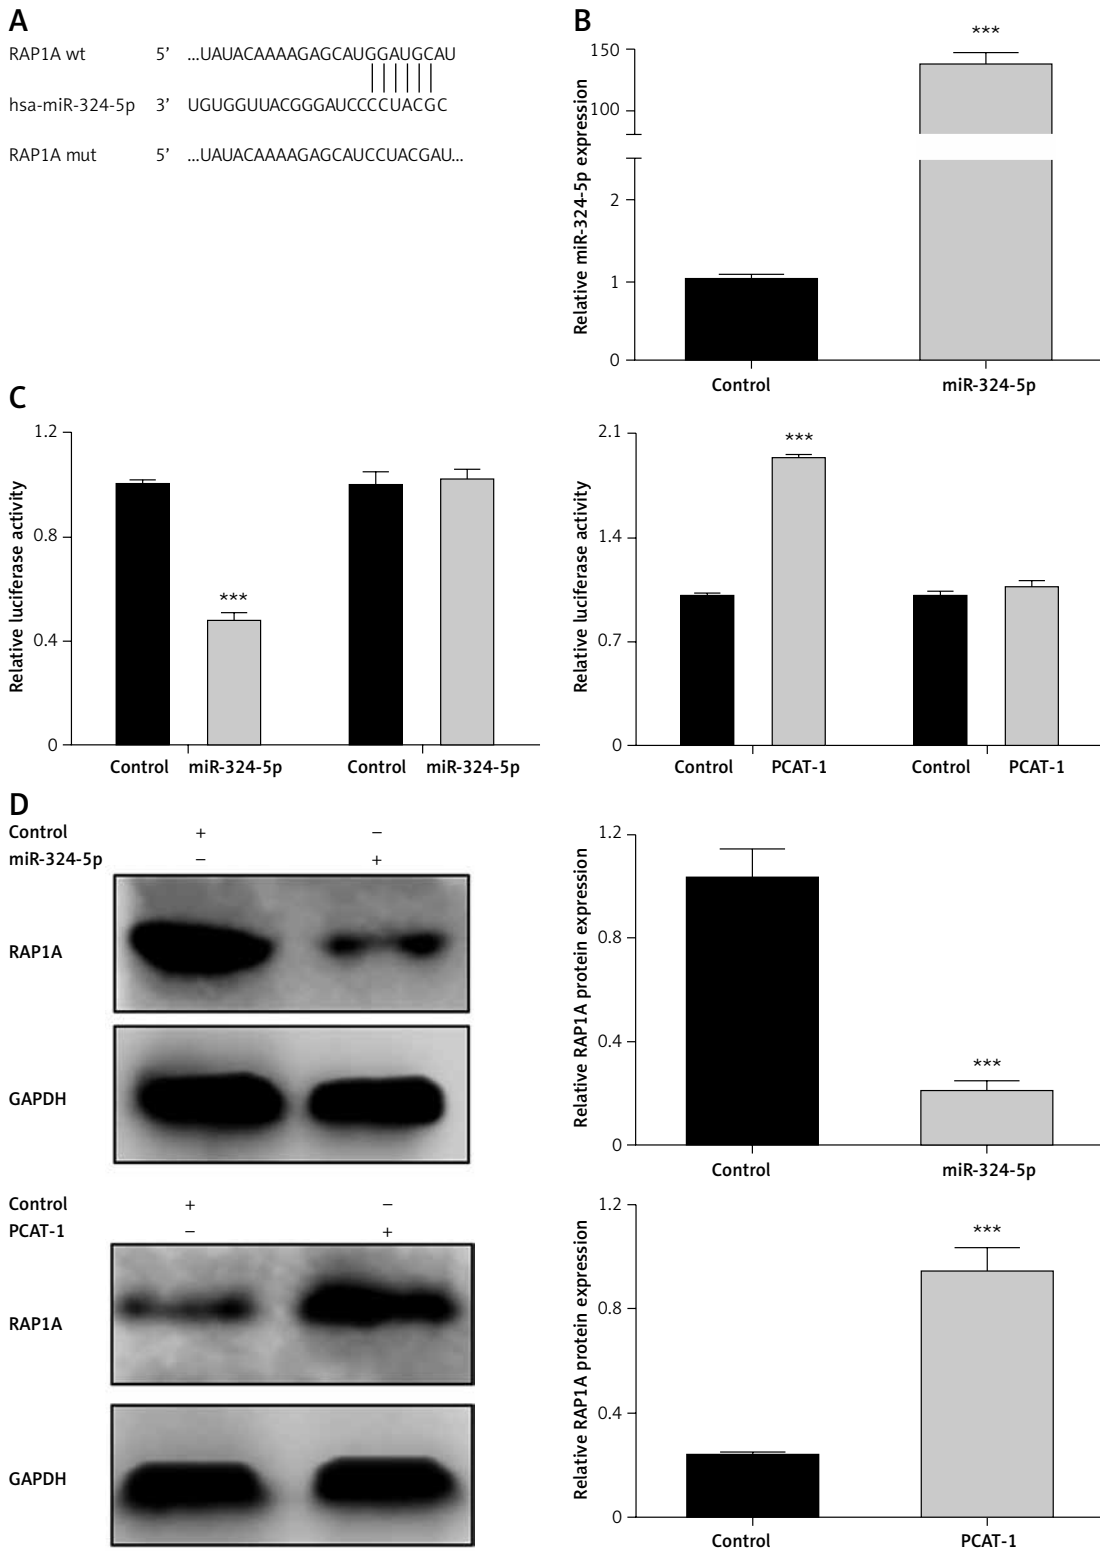 A
RAP1A wt 5’ ...UAUACAAAAGAGCAUGGAUGCAU
hsa-miR-324-5p 3’ UGUGGUUACGGGAUCCCCUACGC
RAP1A mut 5’ ...UAUACAAAAGAGCAUCCUACGAU...
B
Relative miR-324-5p expression
150
100
2
1
0
***
Control miR-324-5p
C
Relative luciferase activity
1.2
0.8
0.4
0
***
Control miR-324-5p Control miR-324-5p
Relative luciferase activity
2.1
1.4
0.7
0
***
Control PCAT-1 Control PCAT-1
D
Control + –
miR-324-5p – +
RAP1A
GAPDH
Relative RAP1A protein expression
1.2
0.8
0.4
0
***
Control miR-324-5p
Control + –
PCAT-1 – +
RAP1A
GAPDH
Relative RAP1A protein expression
1.2
0.8
0.4
0
***
Control PCAT-1